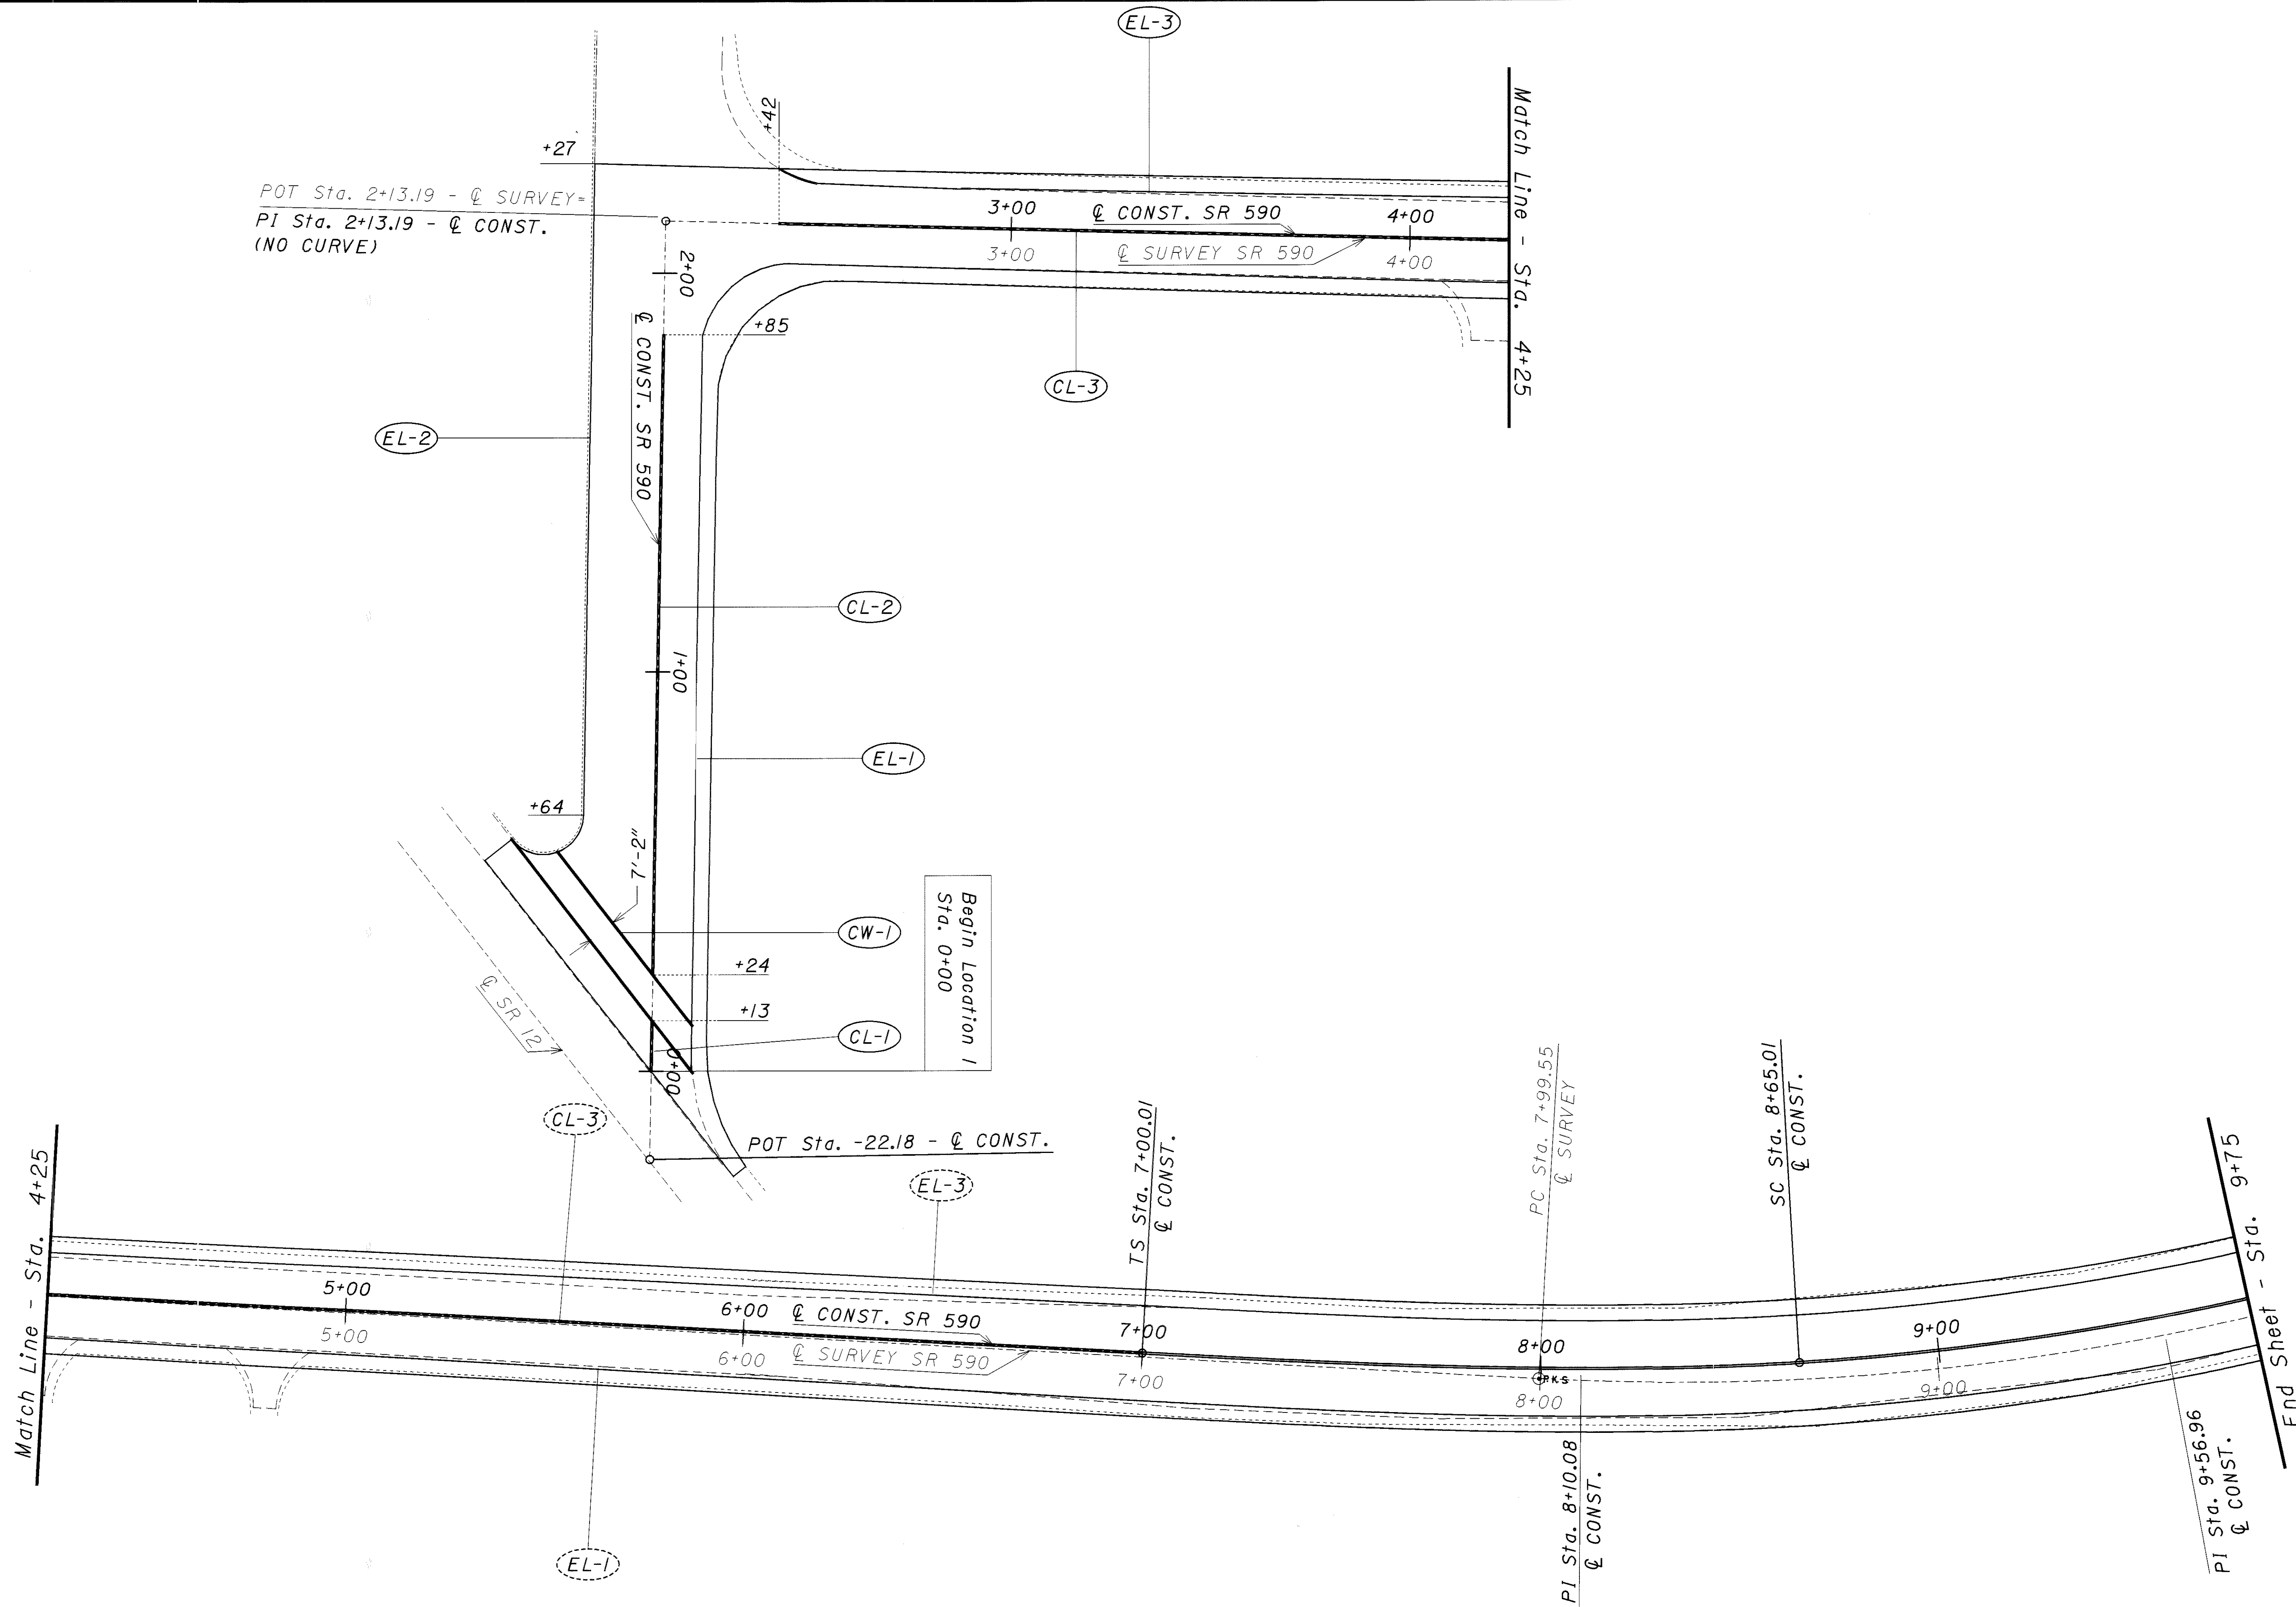 EL-3
+42
+27
POT Sta. 2+13.19 - ℄ SURVEY=
PI Sta. 2+13.19 - ℄ CONST.
(NO CURVE)
Match Line - Sta. 4+25
3+00
℄ CONST. SR 590
4+00
3+00
℄ SURVEY SR 590
4+00
2+00
+85
℄ CONST. SR 590
CL-3
EL-2
CL-2
1+00
EL-1
+64
7'-2"
Begin Location 1
Sta. 0+00
CW-1
+24
+13
CL-1
0+00
℄ SR 12
POT Sta. -22.18 - ℄ CONST.
CL-3
EL-3
Match Line - Sta. 4+25
TS Sta. 7+00.01
℄ CONST.
PC Sta. 7+99.55
℄ SURVEY
SC Sta. 8+65.01
℄ CONST.
End Sheet - Sta. 9+75
5+00
6+00
℄ CONST. SR 590
7+00
8+00
9+00
5+00
6+00
℄ SURVEY SR 590
7+00
PKS
8+00
9+00
EL-1
PI Sta. 8+10.08
℄ CONST.
PI Sta. 9+56.96
℄ CONST.